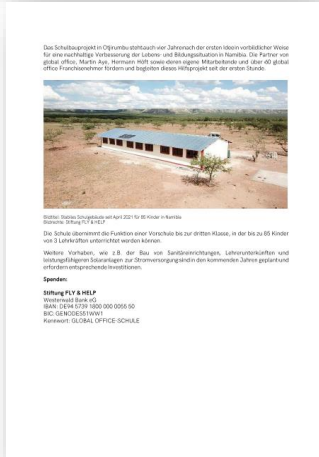 Das Schulbauprojekt in Otjirumbu steht auch vier Jahre nach der ersten Idee in vorbildlicher Weise
für eine nachhaltige Verbesserung der Lebens- und Bildungssituation in Namibia. Die Partner von
global office, Martin Aye, Hermann Höft sowie deren eigene Mitarbeitende und über 60 global
office Franchisenehmer fördern und begleiten dieses Hilfsprojekt seit der ersten Stunde.
Bildtitel: Stabiles Schulgebäude seit April 2021 für 85 Kinder in Namibia
Bildrechte: Stiftung FLY & HELP
Die Schule übernimmt die Funktion einer Vorschule bis zur dritten Klasse, in der bis zu 85 Kinder
von 3 Lehrkräften unterrichtet werden können.
Weitere Vorhaben, wie z.B. der Bau von Sanitäreinrichtungen, Lehrerunterkünften und
leistungsfähigeren Solaranlagen zur Stromversorgung sind in den kommenden Jahren geplant und
erfordern entsprechende Investitionen.
Spenden:
Stiftung FLY & HELP
Westerwald Bank eG
IBAN: DE94 5739 1800 0000 0055 50
BIC: GENODE51WW1
Kennwort: GLOBAL OFFICE-SCHULE